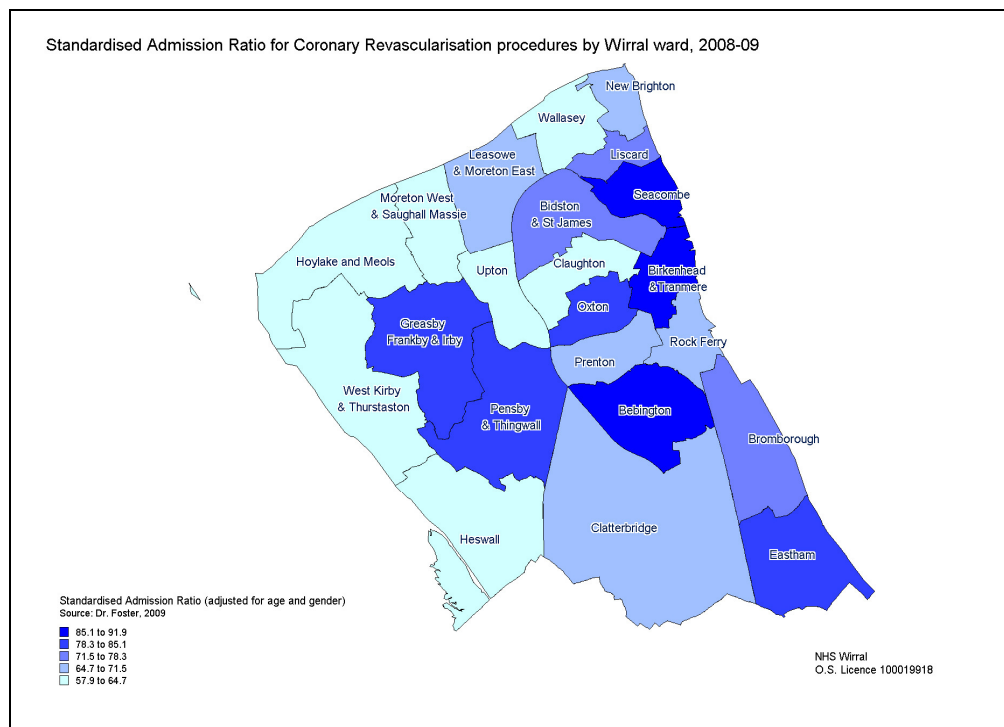 Standardised Admission Ratio for Coronary Revascularisation procedures by Wirral ward, 2008-09
New Brighton
Wallasey
Leasowe
& Moreton East
Liscard
Seacombe
Moreton West
& Saughall Massie
Bidston
& St James
Hoylake and Meols
Upton
Claughton
Birkenhead
&Tranmere
Oxton
Greasby
Frankby & Irby
Rock Ferry
Prenton
West Kirby
& Thurstaston
Pensby
& Thingwall
Bebington
Bromborough
Clatterbridge
Heswall
Eastham
Standardised Admission Ratio (adjusted for age and gender)
Source: Dr. Foster, 2009
85.1 to 91.9
78.3 to 85.1
71.5 to 78.3
64.7 to 71.5
57.9 to 64.7
NHS Wirral
O.S. Licence 100019918